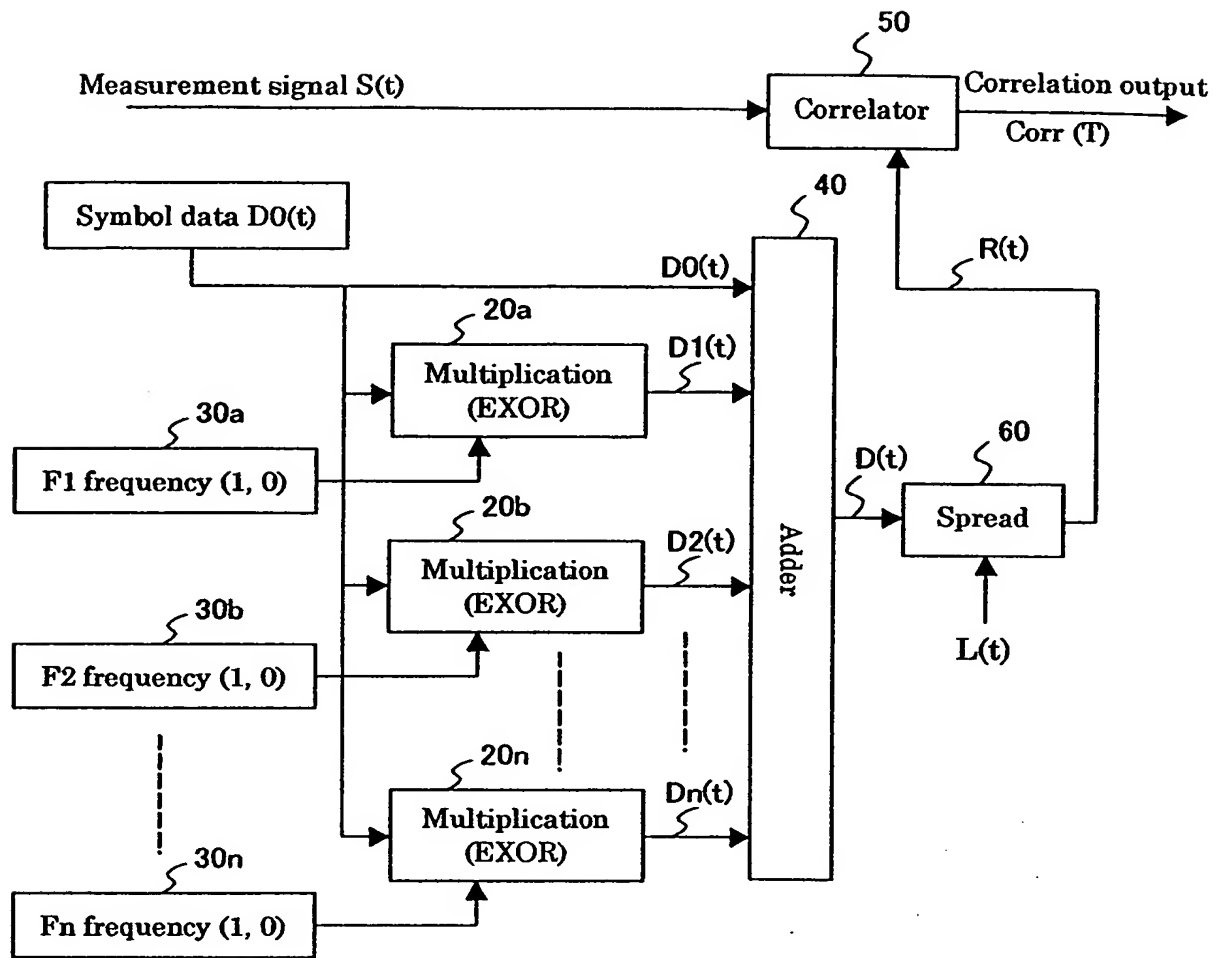 50
Measurement signal S(t)
Correlator
Correlation output
Corr (T)
Symbol data D0(t)
40
D0(t)
R(t)
20a
Multiplication
(EXOR)
D1(t)
30a
F1 frequency (1, 0)
20b
Multiplication
(EXOR)
D2(t)
Adder
D(t)
60
Spread
L(t)
30b
F2 frequency (1, 0)
20n
Multiplication
(EXOR)
Dn(t)
30n
Fn frequency (1, 0)